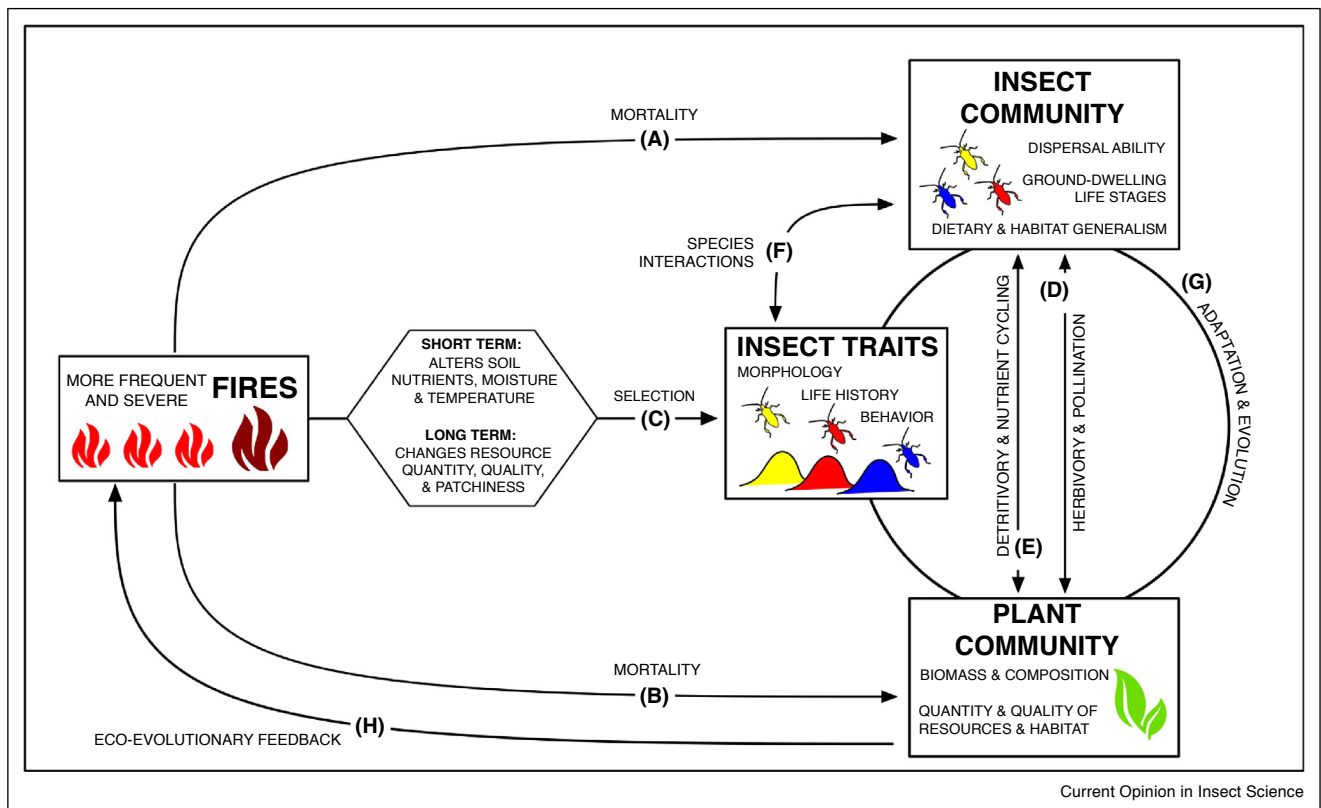 INSECT
COMMUNITY
DISPERSAL ABILITY
GROUND-DWELLING
LIFE STAGES
DIETARY & HABITAT GENERALISM
MORTALITY
(A)
SPECIES
INTERACTIONS
(F)
MORE FREQUENT
AND SEVERE
FIRES
SHORT TERM:
ALTERS SOIL
NUTRIENTS, MOISTURE
& TEMPERATURE
LONG TERM:
CHANGES RESOURCE
QUANTITY, QUALITY,
& PATCHINESS
SELECTION
(C)
INSECT TRAITS
MORPHOLOGY
LIFE HISTORY
BEHAVIOR
DETRITIVORY & NUTRIENT CYCLING
(E)
(D)
HERBIVORY & POLLINATION
(G)
ADAPTATION & EVOLUTION
MORTALITY
(B)
PLANT
COMMUNITY
BIOMASS & COMPOSITION
QUANTITY & QUALITY OF
RESOURCES & HABITAT
(H)
ECO-EVOLUTIONARY FEEDBACK
Current Opinion in Insect Science